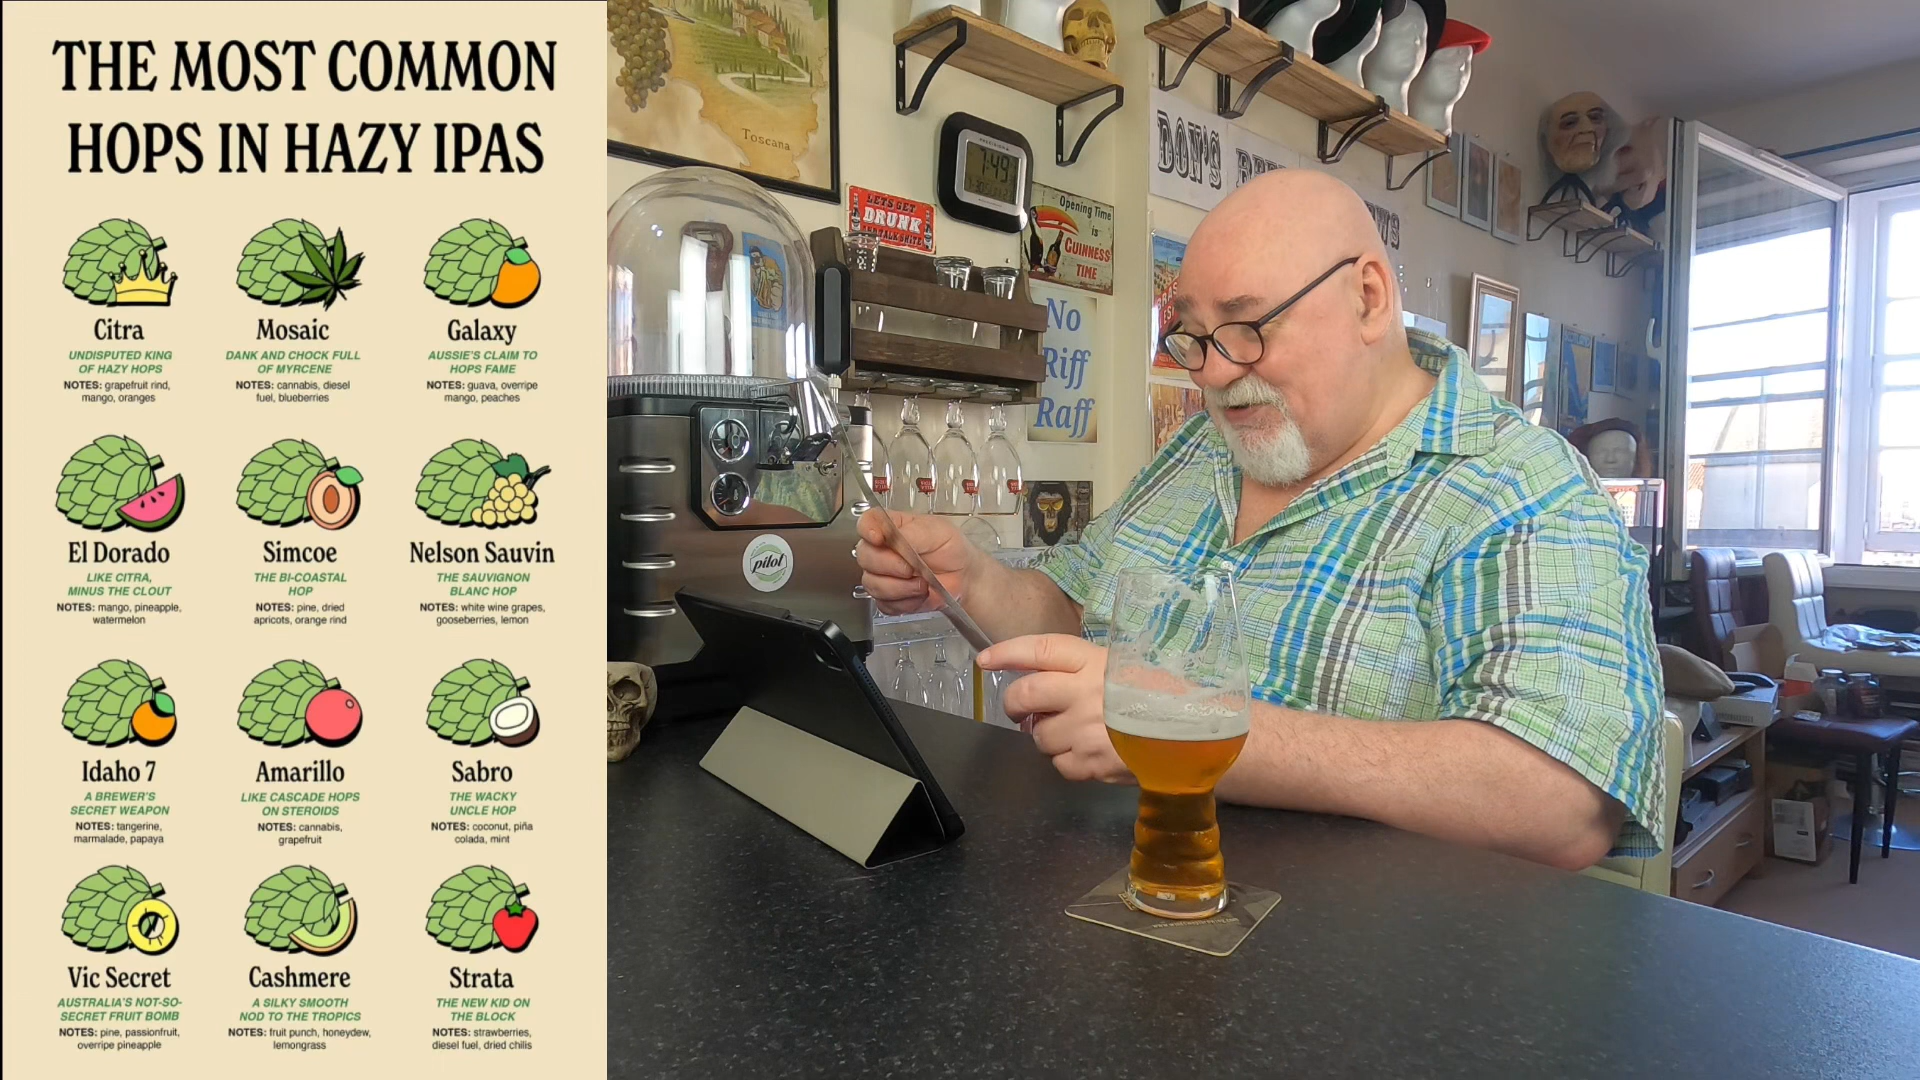 THE MOST COMMON
HOPS IN HAZY IPAS
Citra
UNDISPUTED KING
OF HAZY HOPS
NOTES: grapefruit rind,
mango, oranges
Mosaic
DANK AND CHOCK FULL
OF MYRCENE
NOTES: cannabis, diesel
fuel, blueberries
Galaxy
AUSSIE'S CLAIM TO
HOPS FAME
NOTES: guava, overripe
mango, peaches
El Dorado
LIKE CITRA,
MINUS THE CLOUT
NOTES: mango, pineapple,
watermelon
Simcoe
THE BI-COASTAL
HOP
NOTES: pine, dried
apricots, orange rind
Nelson Sauvin
THE SAUVIGNON
BLANC HOP
NOTES: white wine grapes,
gooseberries, lemon
Idaho 7
A BREWER'S
SECRET WEAPON
NOTES: tangerine,
marmalade, papaya
Amarillo
LIKE CASCADE HOPS
ON STEROIDS
NOTES: cannabis,
grapefruit
Sabro
THE WACKY
UNCLE HOP
NOTES: coconut, piña
colada, mint
Vic Secret
AUSTRALIA'S NOT-SO-
SECRET FRUIT BOMB
NOTES: pine, passionfruit,
overripe pineapple
Cashmere
A SILKY SMOOTH
NOD TO THE TROPICS
NOTES: fruit punch, honeydew,
lemongrass
Strata
THE NEW KID ON
THE BLOCK
NOTES: strawberries,
diesel fuel, dried chilis
Toscana
1:49
LETS GET
DRUNK
AND TALK SHITE
Opening Time
is
GUINNESS
TIME
No
Riff
Raff
DON'S
pilot